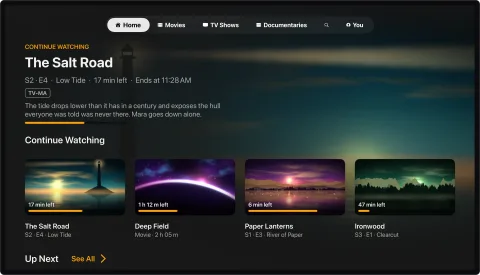 Home
Movies
TV Shows
Documentaries
You
CONTINUE WATCHING
The Salt Road
S2 · E4 · Low Tide · 17 min left · Ends at 11:28 AM
TV-MA
The tide drops lower than it has in a century and exposes the hull
everyone was told was never there. Mara goes down alone.
Continue Watching
17 min left
1 h 12 m left
6 min left
47 min left
The Salt Road
Deep Field
Paper Lanterns
Ironwood
S2 · E4 · Low Tide
Movie · 2 h 05 m
S1 · E3 · River of Paper
S3 · E1 · Clearcut
Up Next
See All